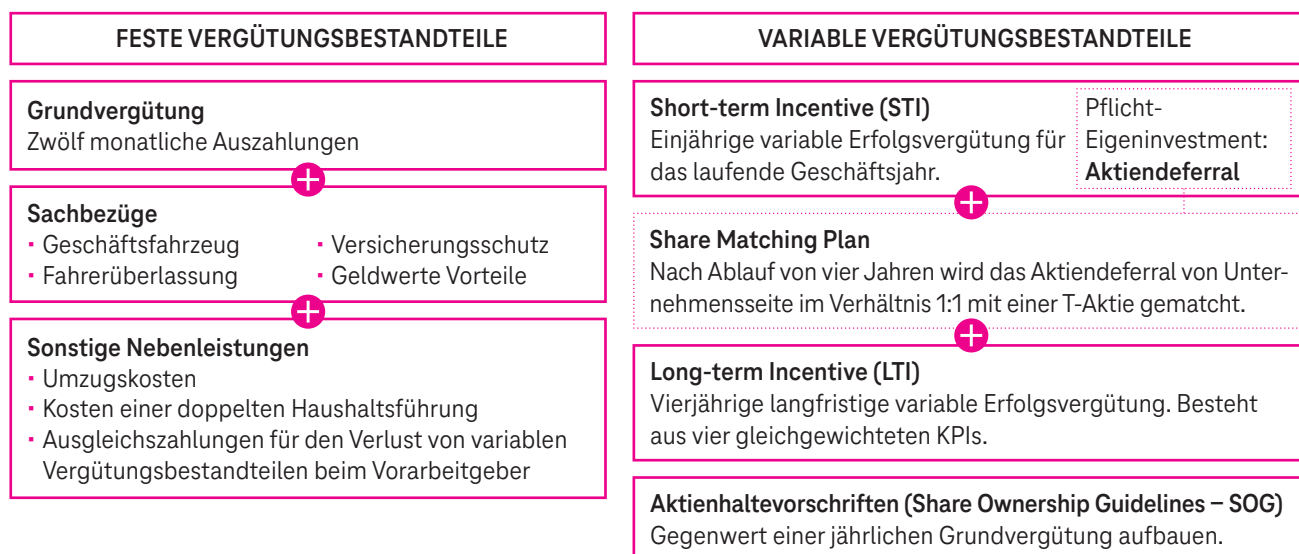 FESTE VERGÜTUNGSBESTANDTEILE
Grundvergütung
Zwölf monatliche Auszahlungen
Sachbezüge
· Geschäftsfahrzeug
· Fahrerüberlassung
· Versicherungsschutz
· Geldwerte Vorteile
Sonstige Nebenleistungen
· Umzugskosten
· Kosten einer doppelten Haushaltsführung
· Ausgleichszahlungen für den Verlust von variablen
Vergütungsbestandteilen beim Vorarbeitgeber
VARIABLE VERGÜTUNGSBESTANDTEILE
Short-term Incentive (STI)
Einjährige variable Erfolgsvergütung für
das laufende Geschäftsjahr.
Pflicht-
Eigeninvestment:
Aktiendeferral
Share Matching Plan
Nach Ablauf von vier Jahren wird das Aktiendeferral von Unter-
nehmensseite im Verhältnis 1:1 mit einer T-Aktie gematcht.
Long-term Incentive (LTI)
Vierjährige langfristige variable Erfolgsvergütung. Besteht
aus vier gleichgewichteten KPIs.
Aktienhaltevorschriften (Share Ownership Guidelines – SOG)
Gegenwert einer jährlichen Grundvergütung aufbauen.